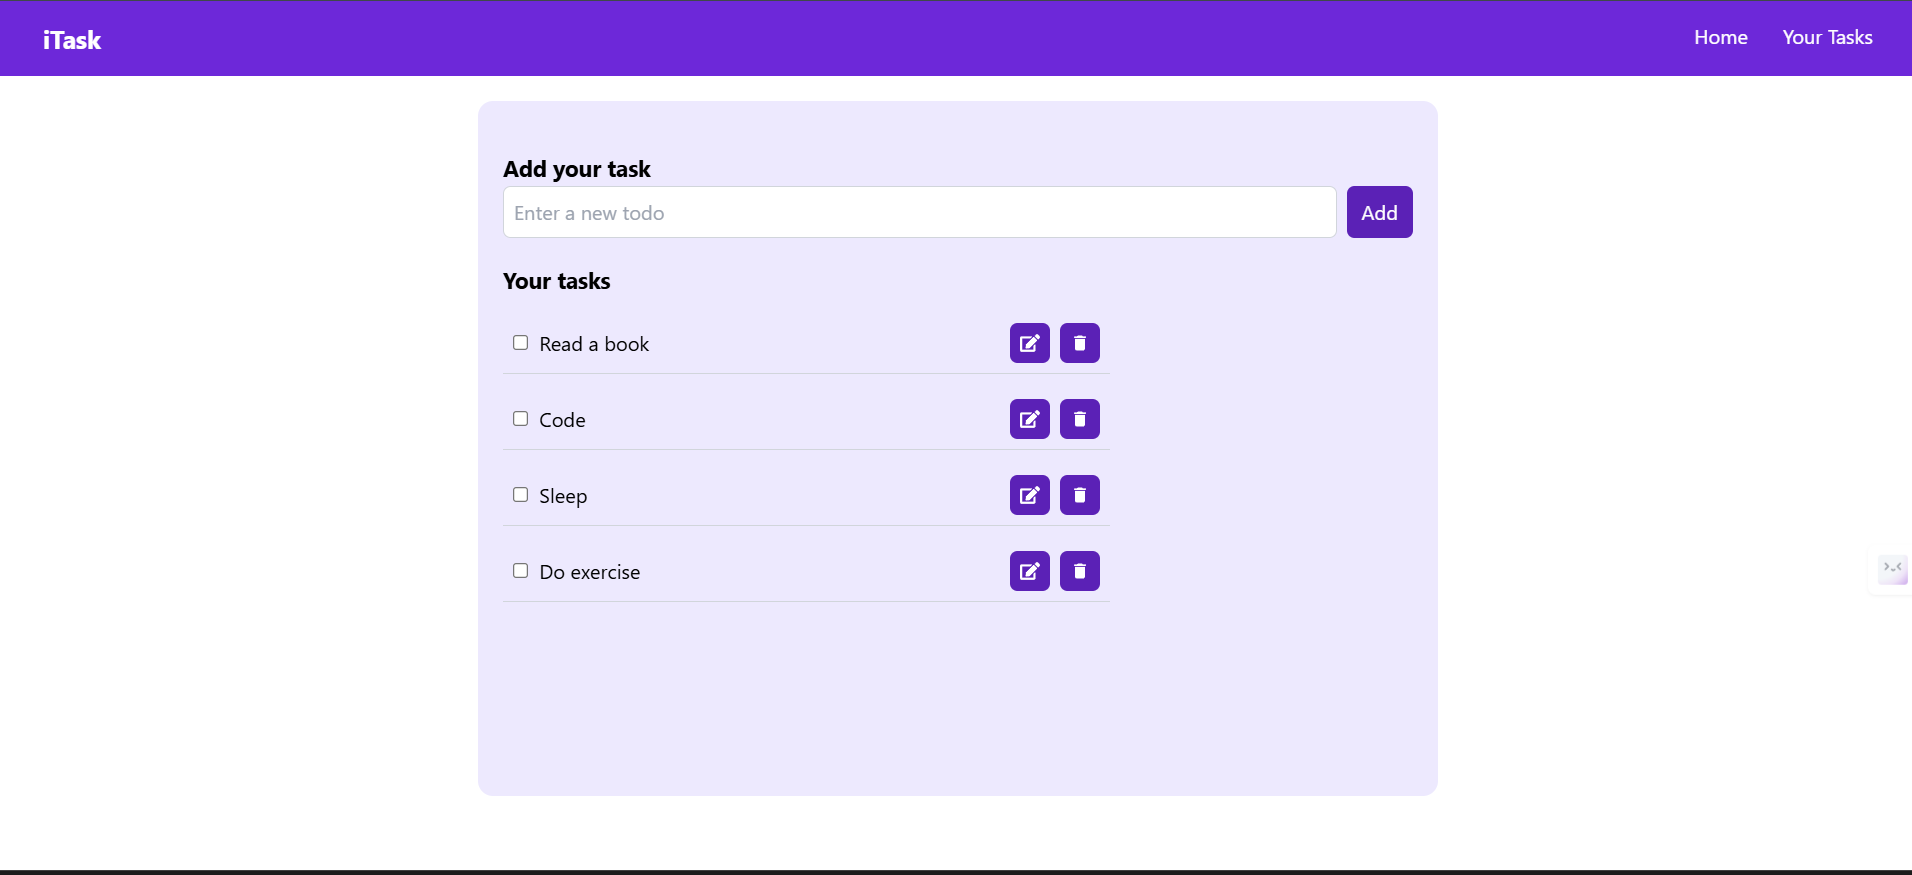 iTask
Home
Your Tasks
Add your task
Enter a new todo
Add
Your tasks
Read a book
Code
Sleep
Do exercise